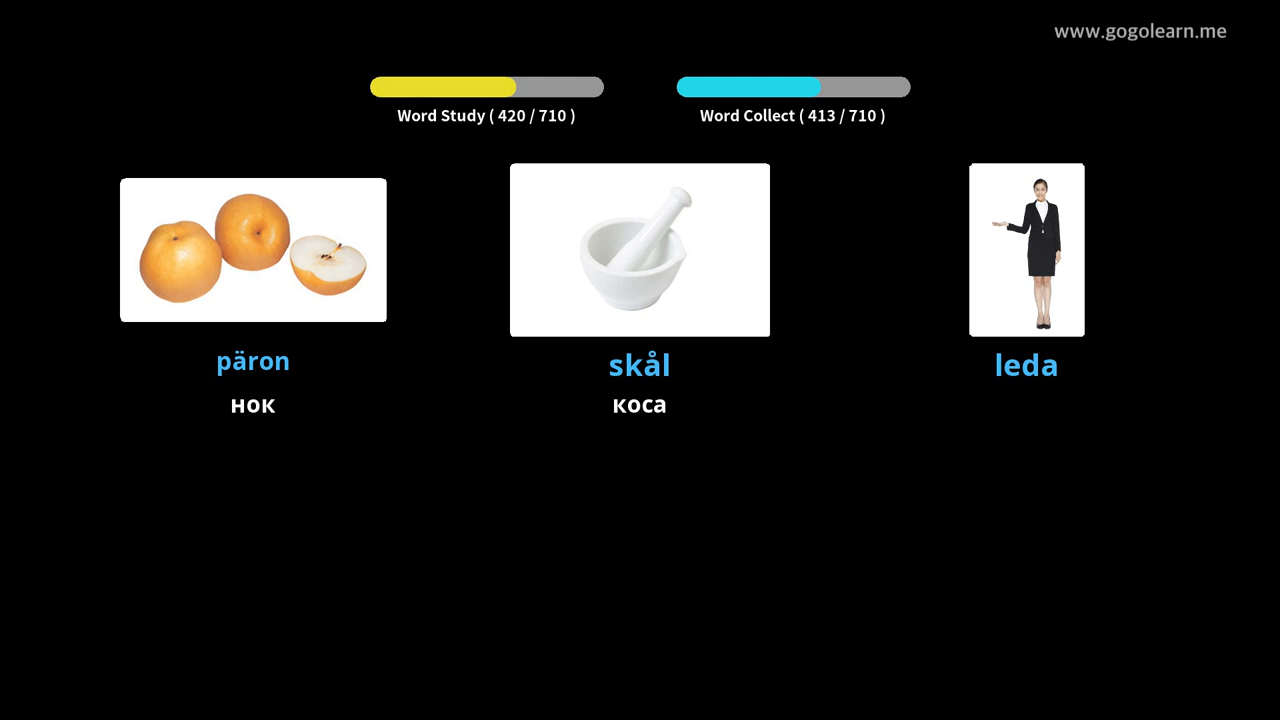 www.gogolearn.me
Word Study ( 420 / 710 )
Word Collect ( 413 / 710 )
päron
skål
leda
нок
коса